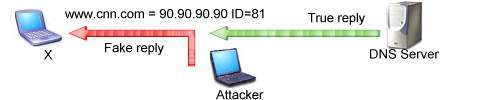 www.cnn.com = 90.90.90.90 ID=81
True reply
Fake reply
X
DNS Server
Attacker